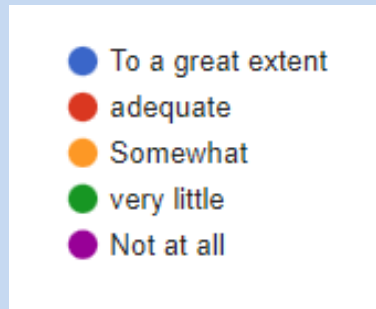 To a great extent
adequate
Somewhat
very little
Not at all